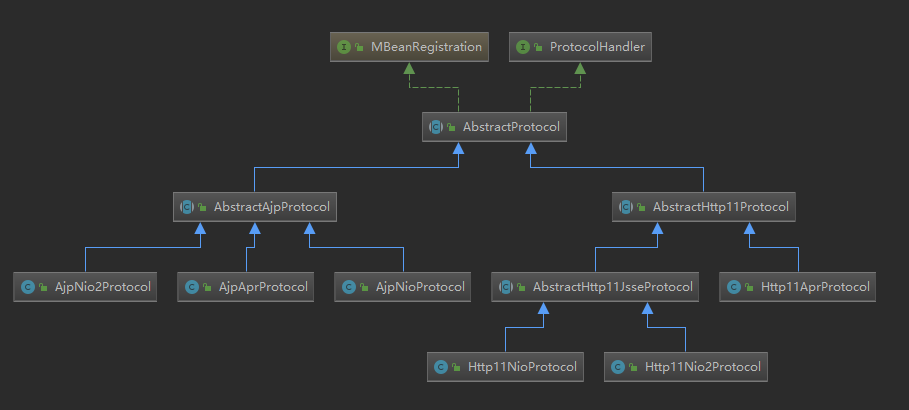 MBeanRegistration
ProtocolHandler
AbstractProtocol
AbstractAjpProtocol
AbstractHttp11Protocol
AjpNio2Protocol
AjpAprProtocol
AjpNioProtocol
AbstractHttp11JsseProtocol
Http11AprProtocol
Http11NioProtocol
Http11Nio2Protocol